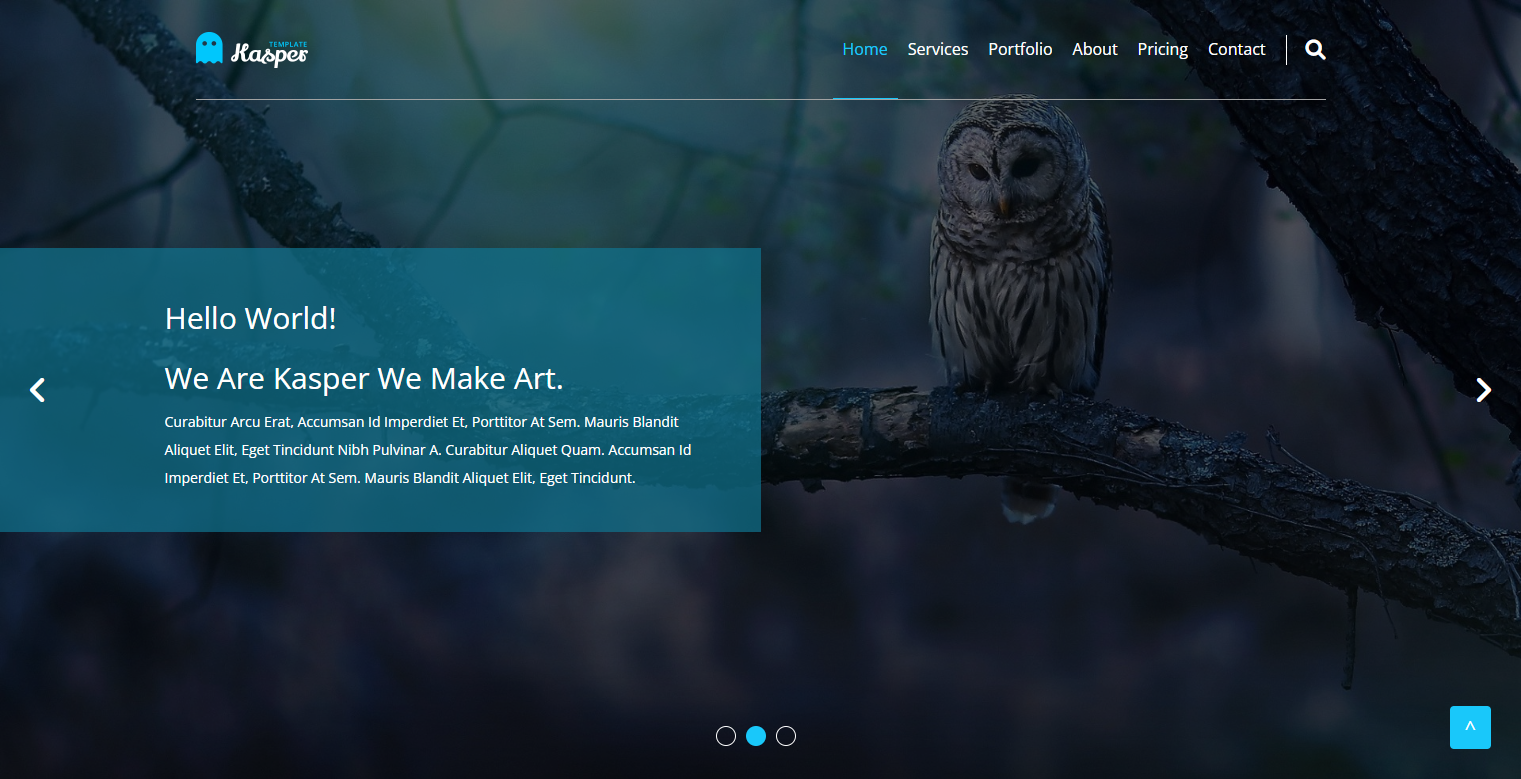 TEMPLATE
Kasper
Home Services Portfolio About Pricing Contact
Hello World!
We Are Kasper We Make Art.
Curabitur Arcu Erat, Accumsan Id Imperdiet Et, Porttitor At Sem. Mauris Blandit
Aliquet Elit, Eget Tincidunt Nibh Pulvinar A. Curabitur Aliquet Quam. Accumsan Id
Imperdiet Et, Porttitor At Sem. Mauris Blandit Aliquet Elit, Eget Tincidunt.
^